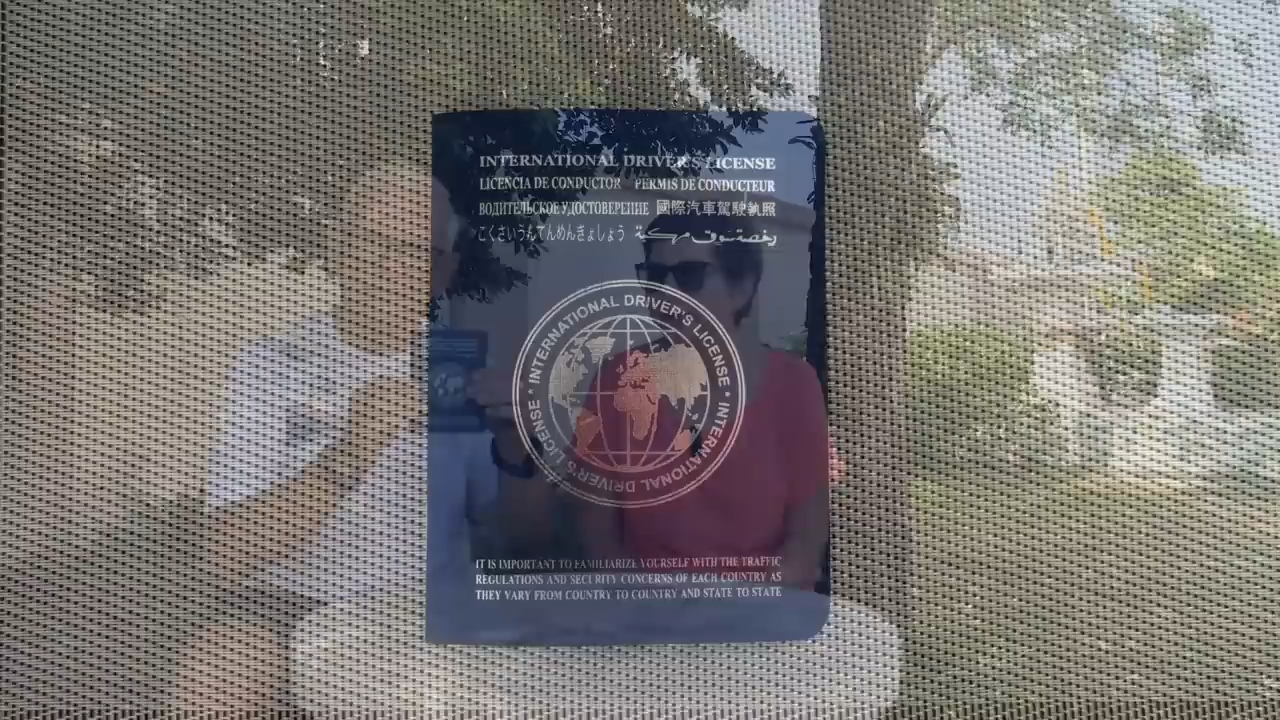 INTERNATIONAL DRIVER'S LICENSE
LICENCIA DE CONDUCTOR PERMIS DE CONDUCTEUR
ВОДИТЕЛЬСКОЕ УДОСТОВЕРЕНИЕ 國際汽車駕駛執照
こくさいうんてんめんきょしょう
INTERNATIONAL DRIVER'S LICENSE * INTERNATIONAL DRIVER'S LICENSE *
IT IS IMPORTANT TO FAMILIARIZE YOURSELF WITH THE TRAFFIC
REGULATIONS AND SECURITY CONCERNS OF EACH COUNTRY AS
THEY VARY FROM COUNTRY TO COUNTRY AND STATE TO STATE